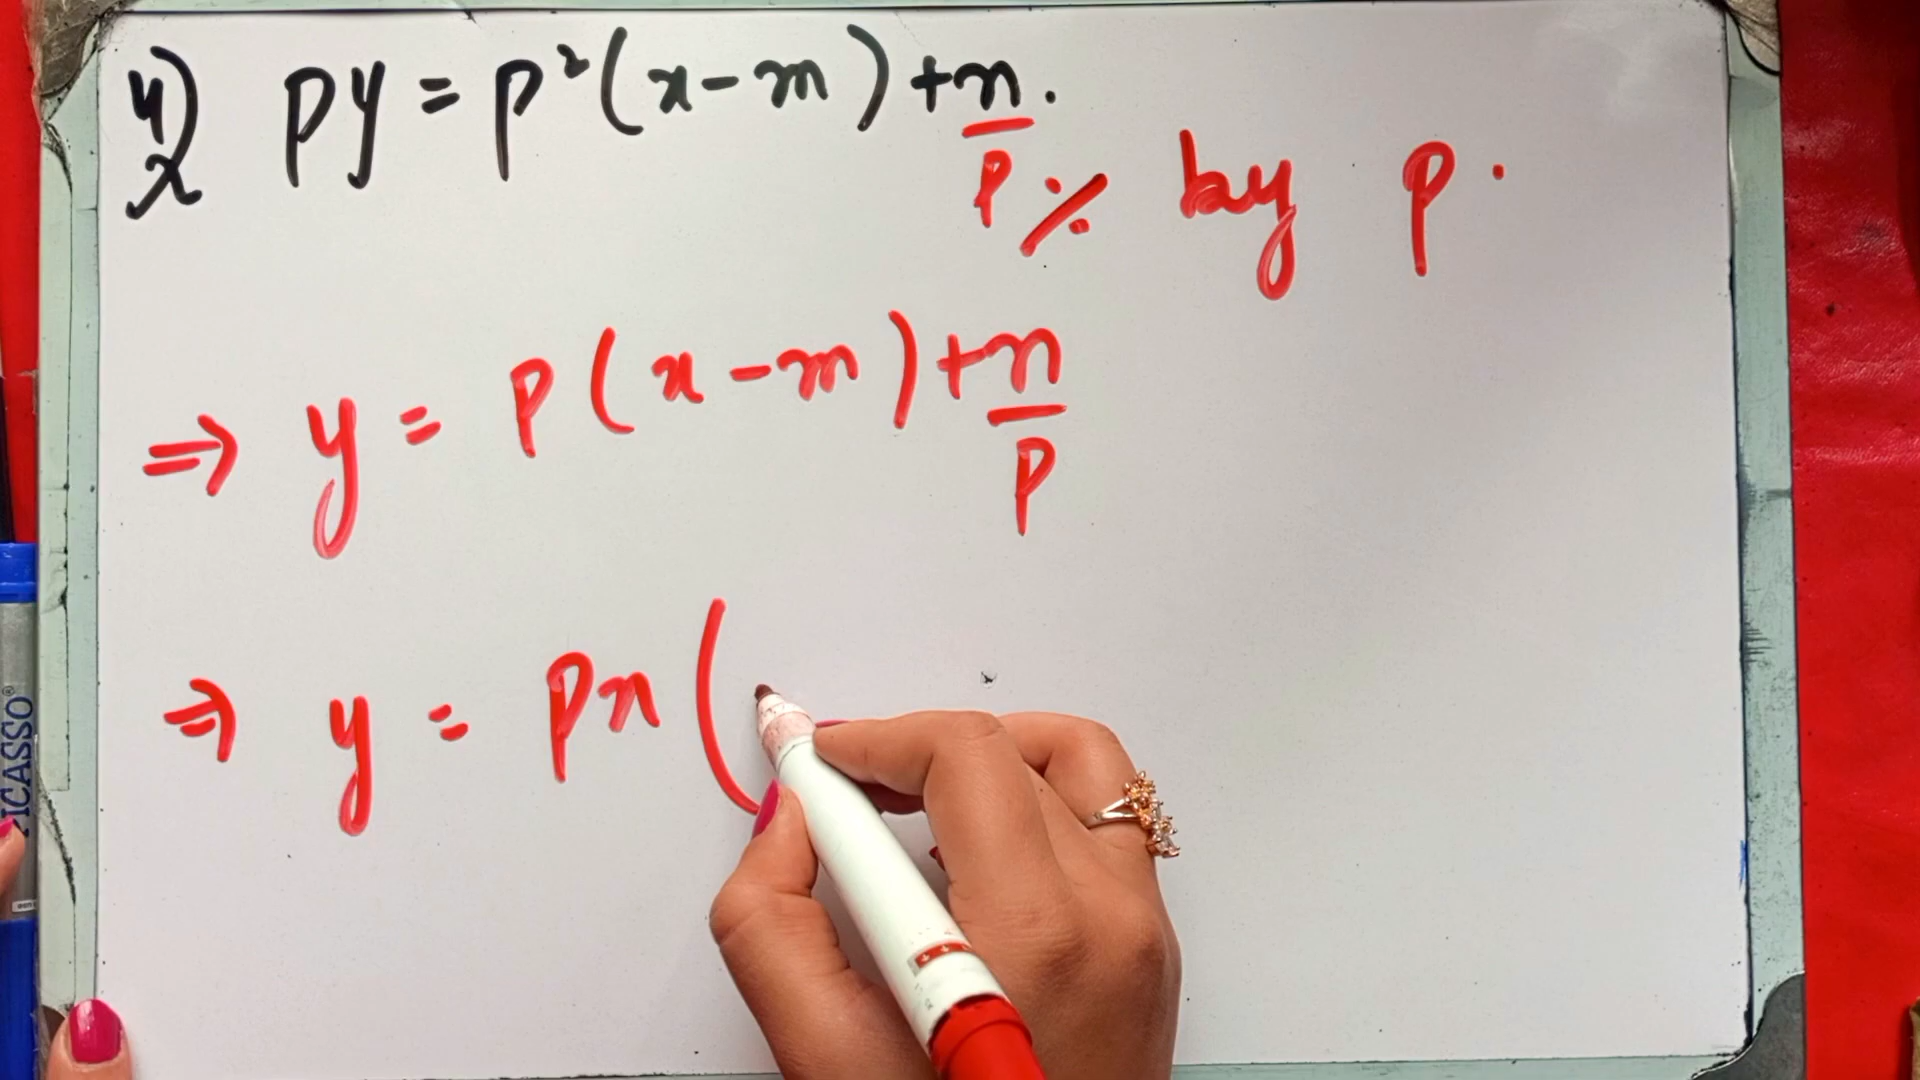 4) py = p²(x-m)+n.
x
p % by p.
⇒ y = p(x-m)+n/p
⇒ y = px (
PICASSO®